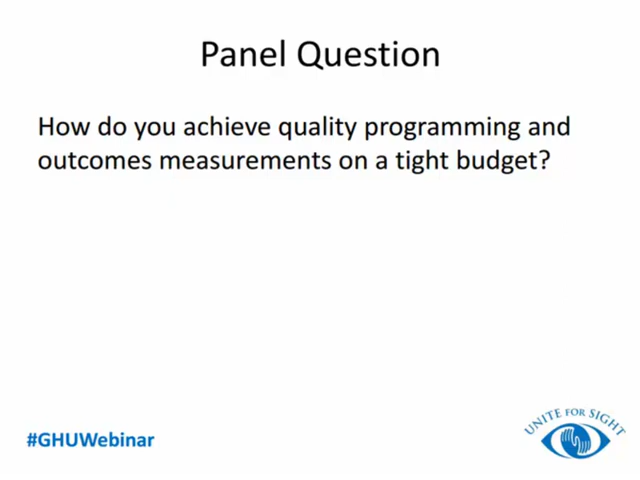 Panel Question
How do you achieve quality programming and
outcomes measurements on a tight budget?
UNITE FOR SIGHT
#GHUWebinar